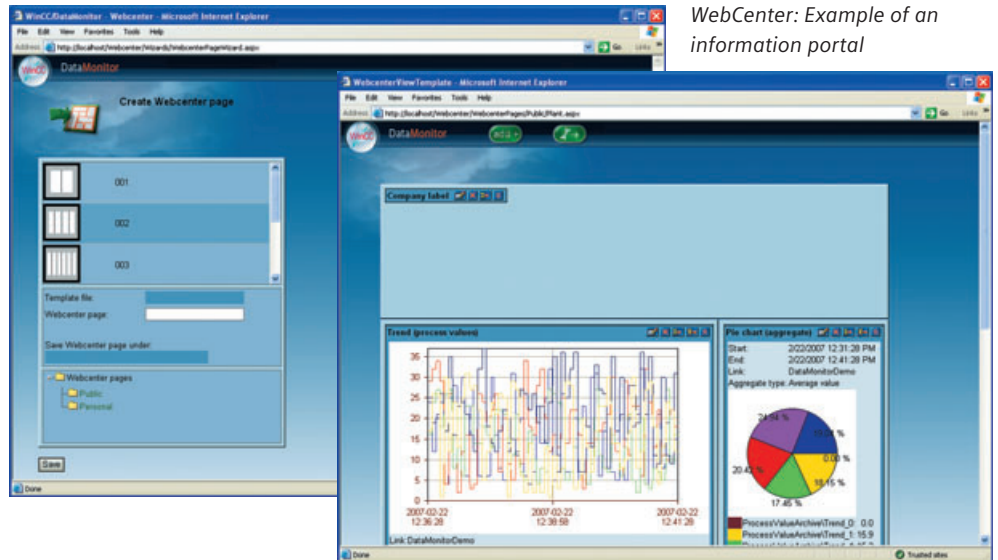 WebCenter: Example of an
information portal
WinCC/DataMonitor - Webcenter - Microsoft Internet Explorer
File Edit View Favorites Tools Help
Address http://localhost/Webcenter/Wizards/WebcenterPageWizard.aspx Go Links
WinCC DataMonitor
Create Webcenter page
001
002
003
Template file:
Webcenter page:
Save Webcenter page under:
Webcenter pages
Public
Personal
Save
Done
WebcenterViewTemplate - Microsoft Internet Explorer
File Edit View Favorites Tools Help
Address http://localhost/Webcenter/WebcenterPages/Public/Plant.aspx Go Links
WinCC DataMonitor add
Company label
Trend (process values)
35
30
25
20
15
10
5
0
2007-02-22 2007-02-22 2007-02-22
12:36:28 12:38:58 12:41:28
Link: DataMonitorDemo
Pie chart (aggregate)
Start: 2/22/2007 12:31:28 PM
End: 2/22/2007 12:41:28 PM
Link: DataMonitorDemo
Aggregate type: Average value
0.00 %
18.15 %
17.45 %
20.42 %
ProcessValueArchive\Trend_0: 0.0
ProcessValueArchive\Trend_1: 15.9
Done Trusted sites